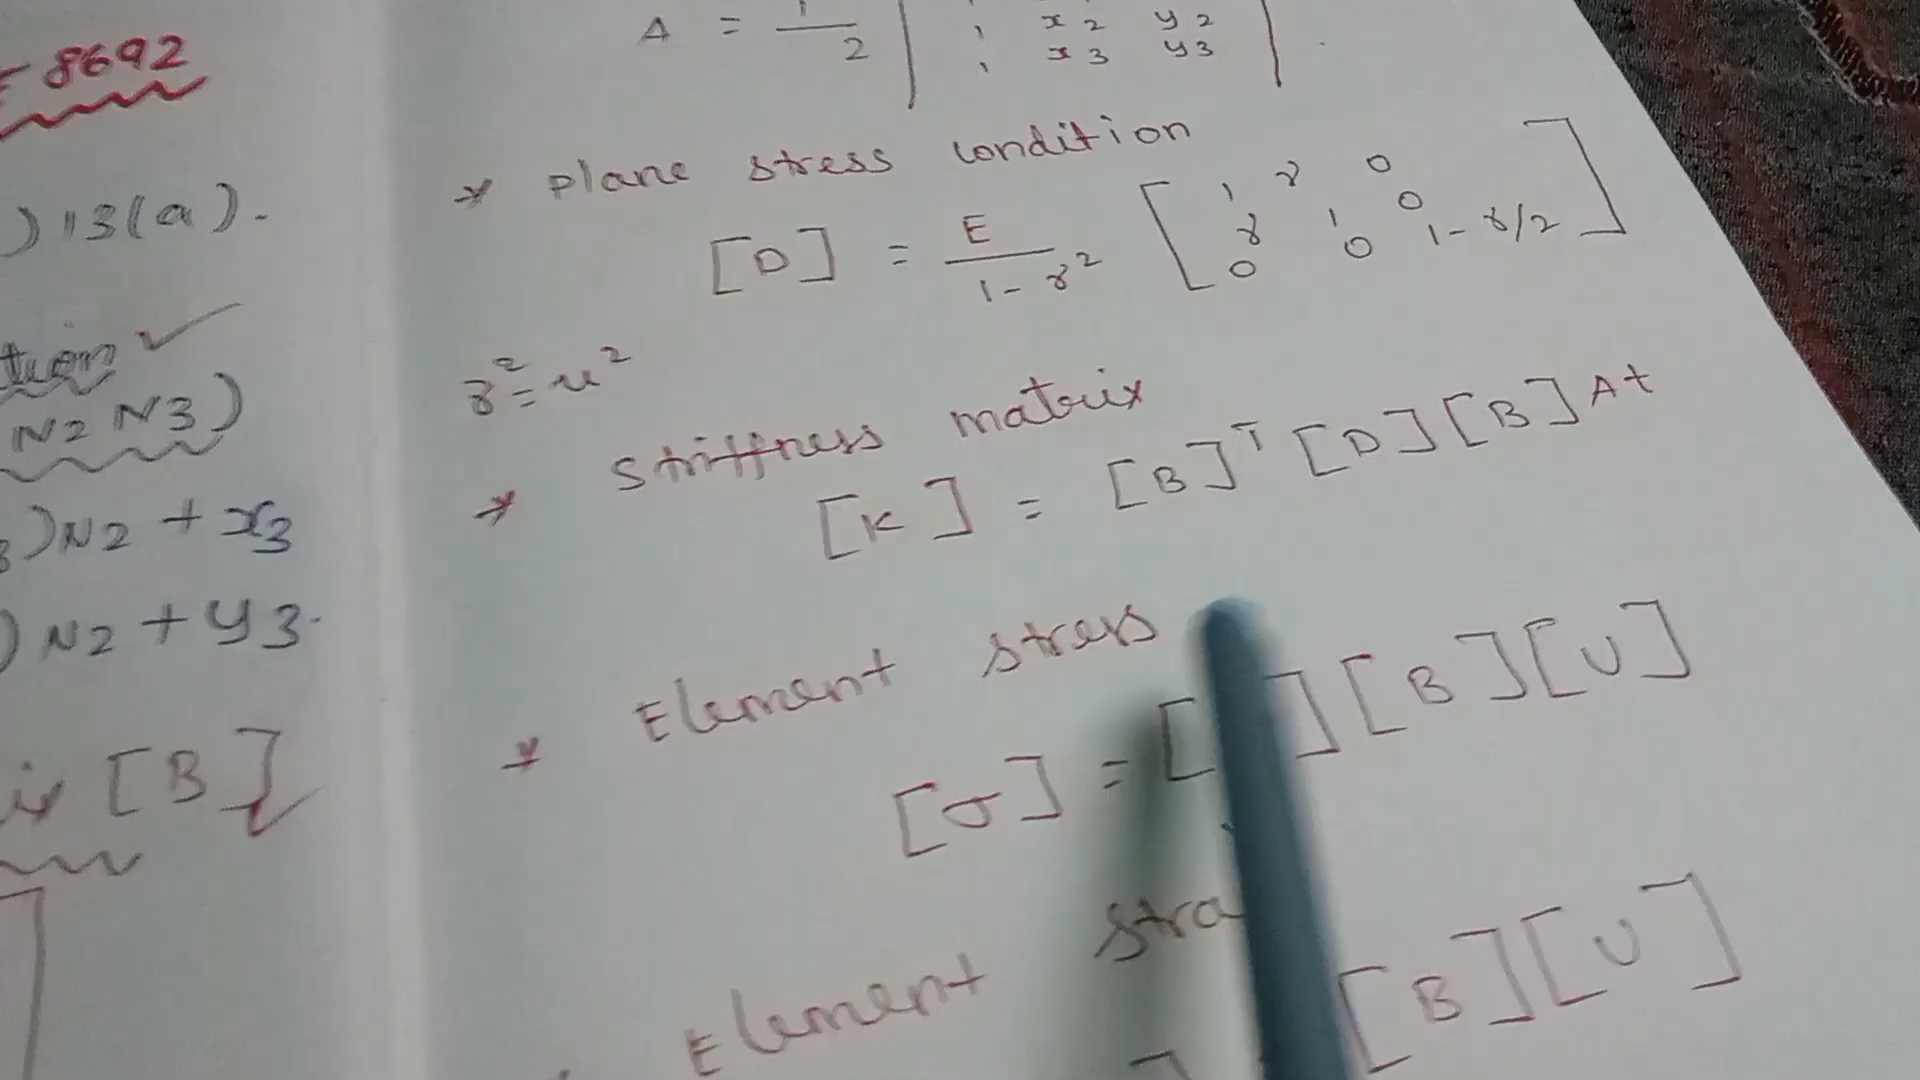 = 8692
) 13(a).
N2 N3)
)N2 + x3
) N2 + y3.
[B]
A = 1/2 | 1 x2 y2
1 x3 y3 |
* plane stress condition
[D] = E / 1 - γ² [ 1 γ 0
γ 1 0
0 0 1 - γ/2 ]
γ² = u²
* Stiffness matrix
[K] = [B]ᵀ [D] [B] At
* Element stress
[σ] = [ ] [B] [U]
Element stra
[B] [U]